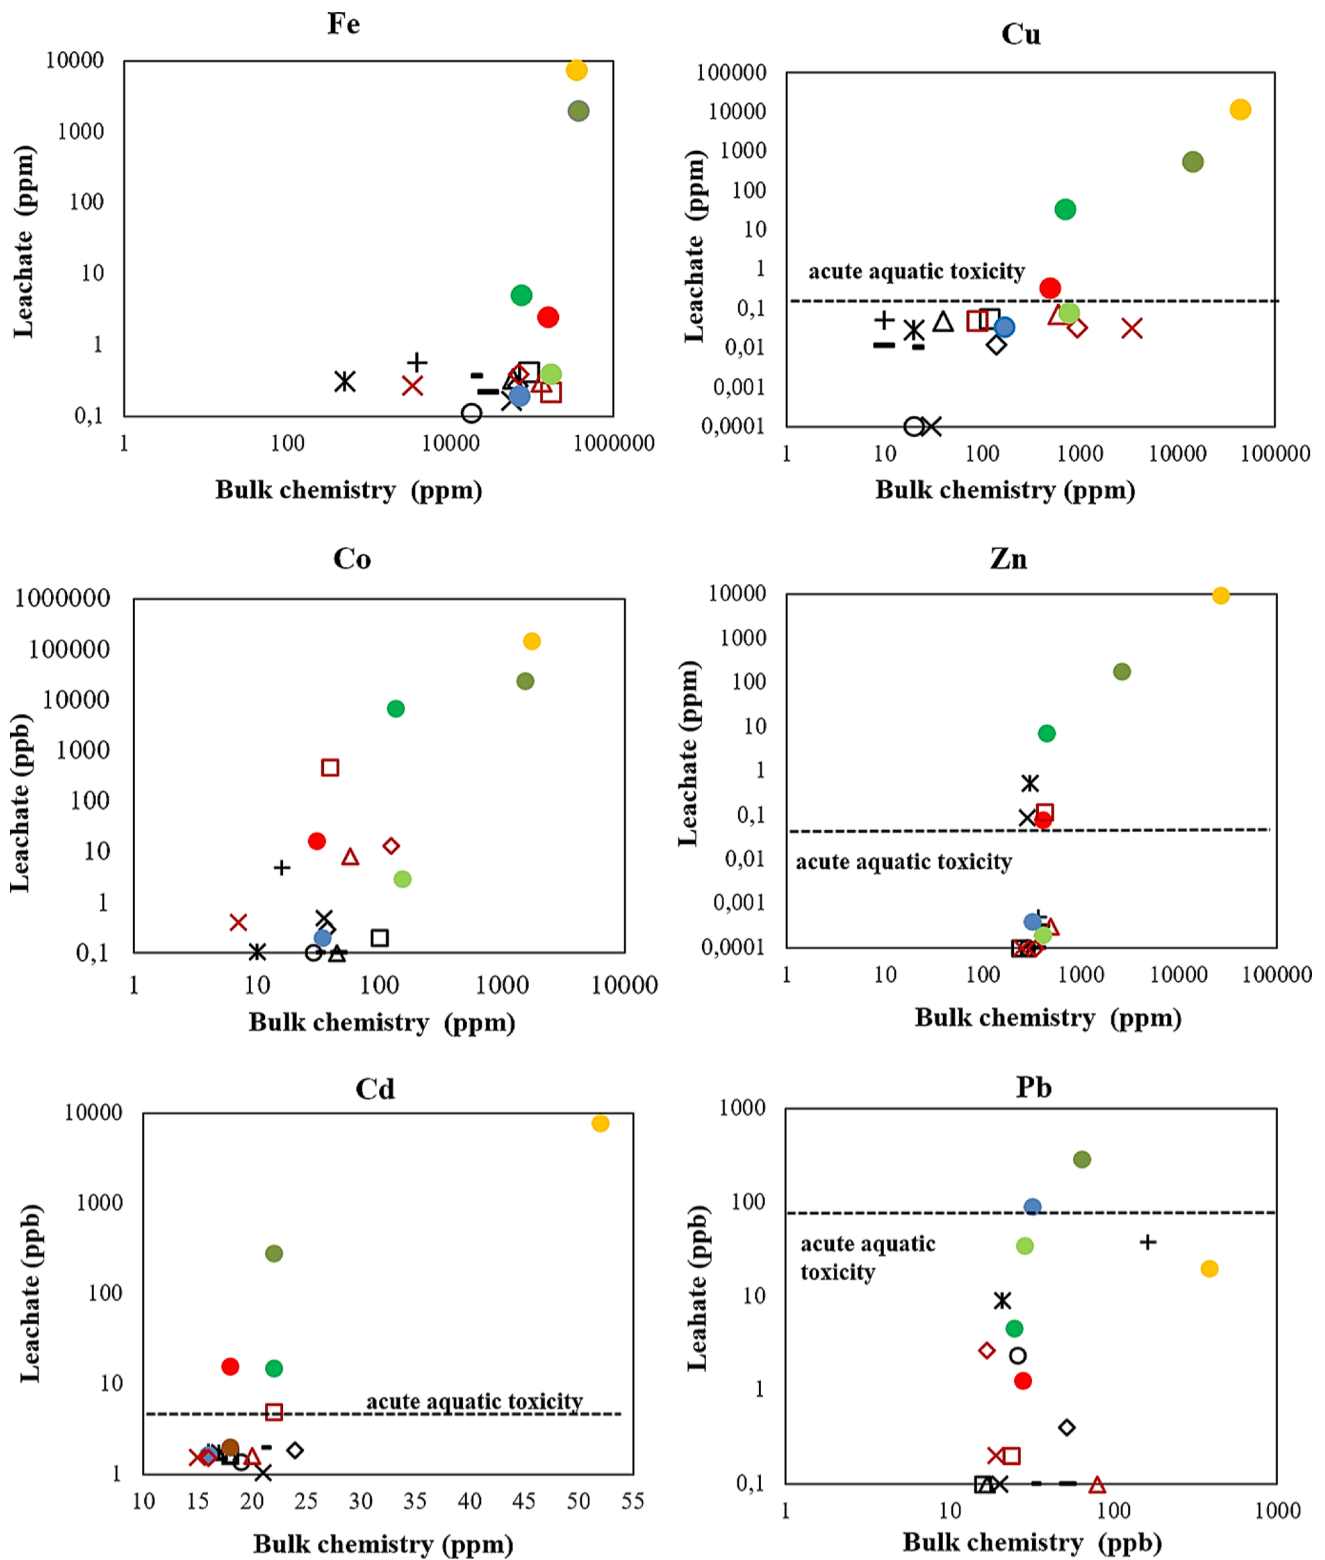 Fe
10000
1000
100
10
1
0,1
1 100 10000 1000000
Leachate (ppm)
Bulk chemistry (ppm)
Cu
100000
10000
1000
100
10
1
0,1
0,01
0,001
0,0001
1 10 100 1000 10000 100000
acute aquatic toxicity
Leachate (ppm)
Bulk chemistry (ppm)
Co
1000000
100000
10000
1000
100
10
1
0,1
1 10 100 1000 10000
Leachate (ppb)
Bulk chemistry (ppm)
Zn
10000
1000
100
10
1
0,1
0,01
0,001
0,0001
1 10 100 1000 10000 100000
acute aquatic toxicity
Leachate (ppm)
Bulk chemistry (ppm)
Cd
10000
1000
100
10
1
10 15 20 25 30 35 40 45 50 55
acute aquatic toxicity
Leachate (ppb)
Bulk chemistry (ppm)
Pb
1000
100
10
1
0,1
1 10 100 1000
acute aquatic
toxicity
Leahate (ppb)
Bulk chemistry (ppb)